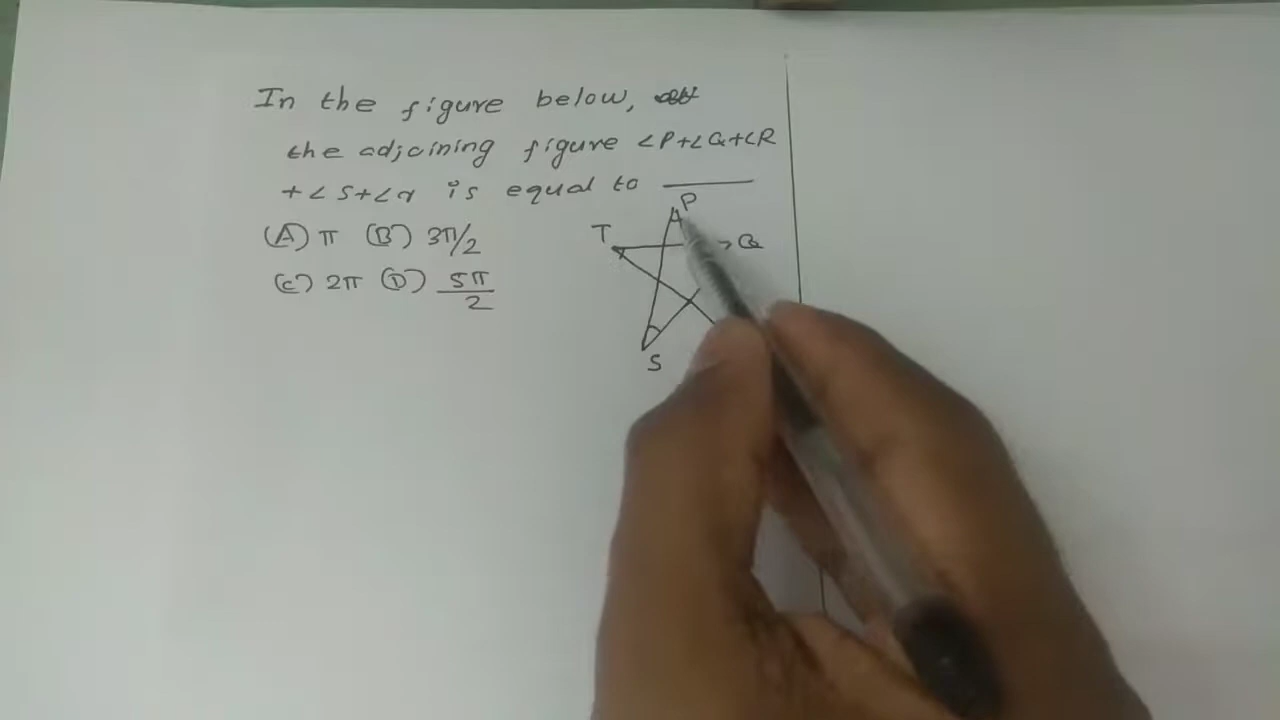 In the figure below,
the adjoining figure ∠P+∠Q+∠R
+∠S+∠T is equal to ____
(A) π (B) 3π/2
(C) 2π (D) 5π/2
P
T
Q
S